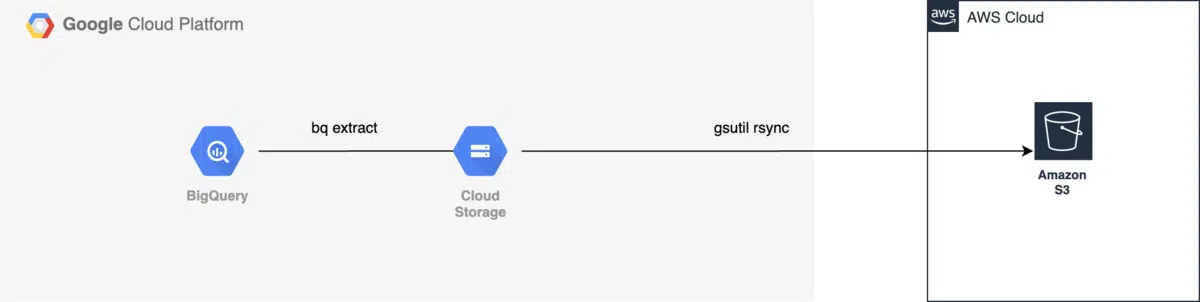 Google Cloud Platform
aws
AWS Cloud
bq extract
gsutil rsync
BigQuery
Cloud
Storage
Amazon
S3